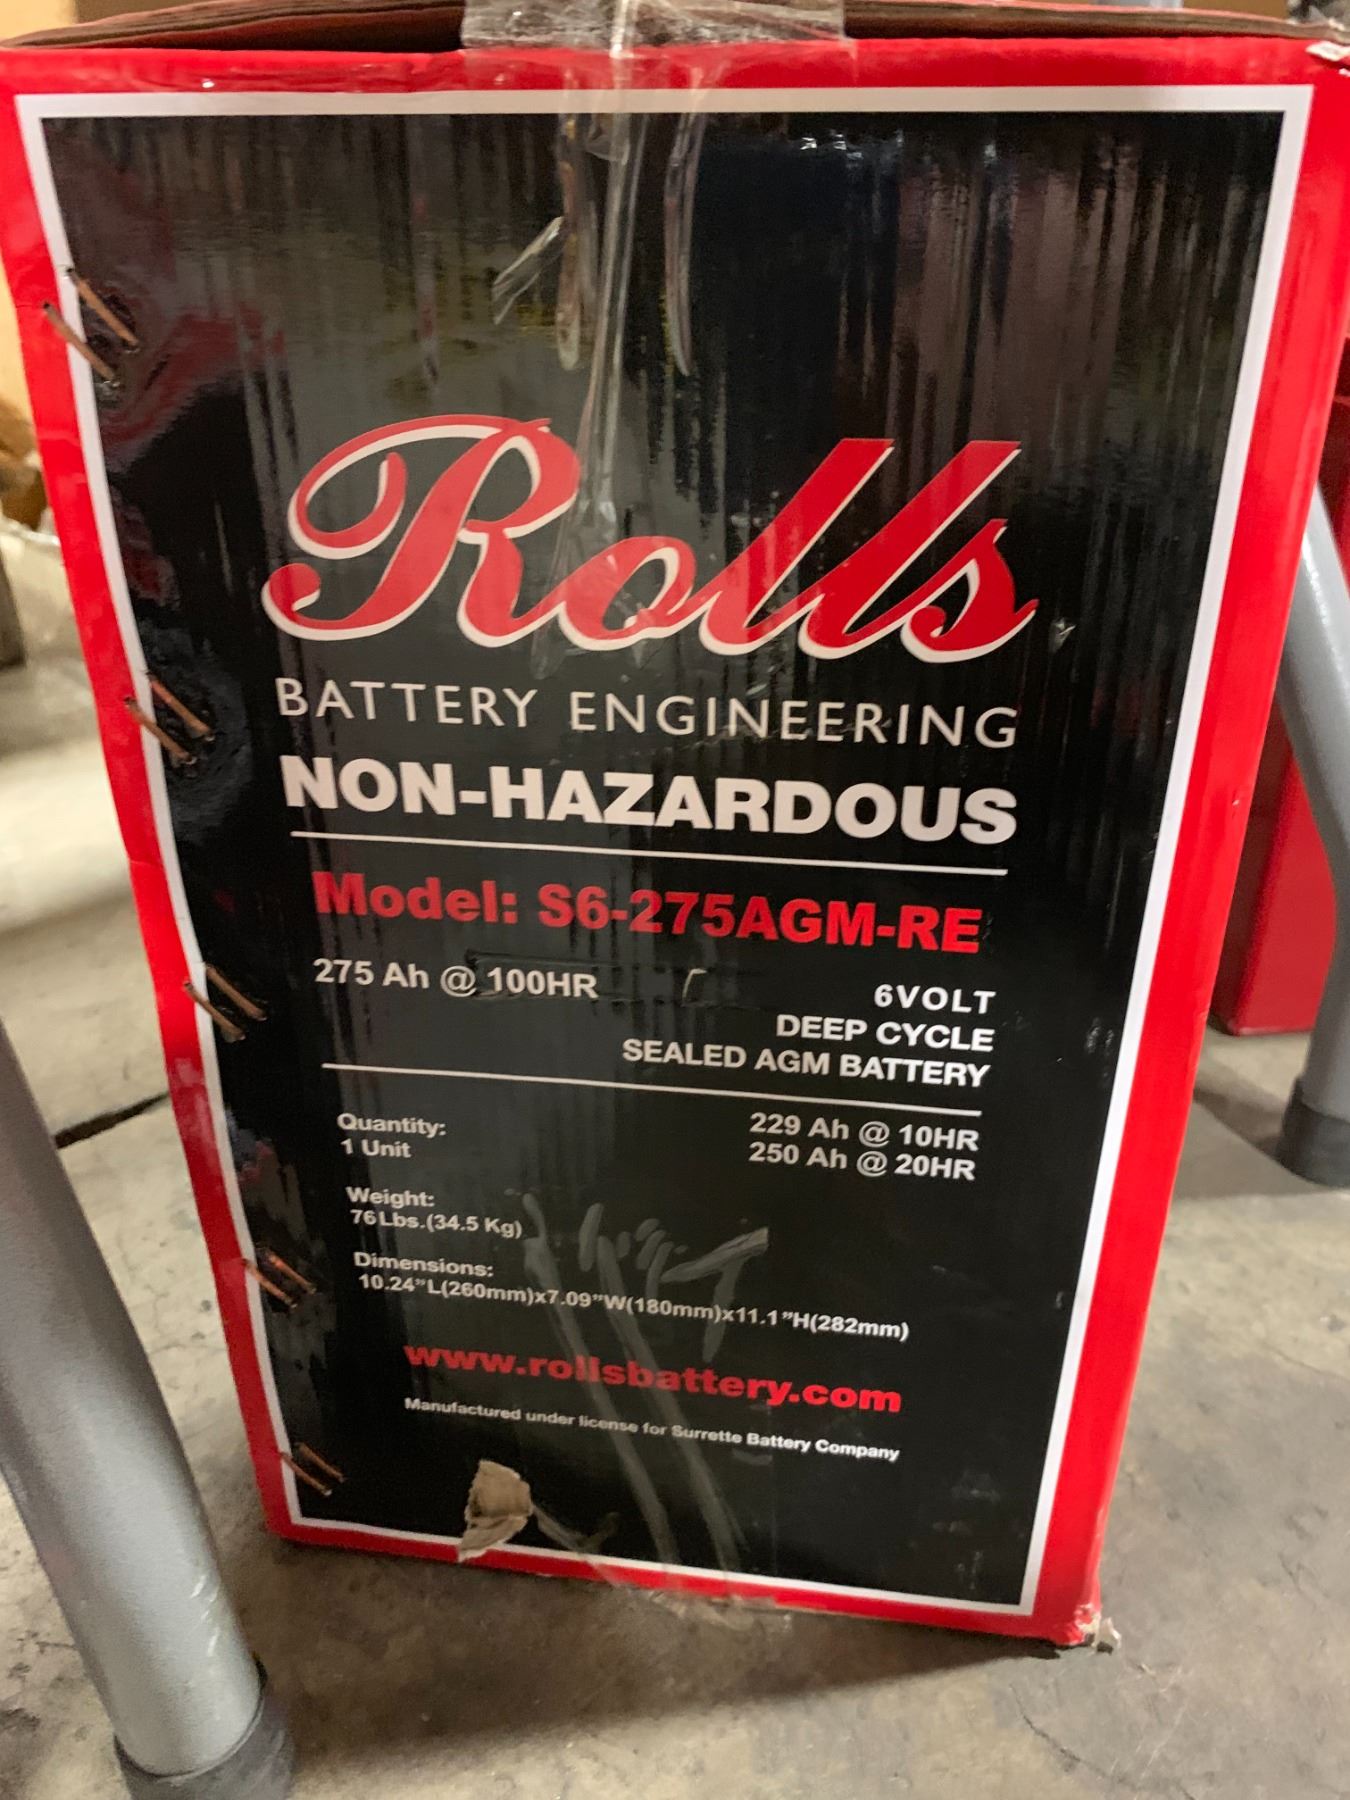 Rolls
BATTERY ENGINEERING
NON-HAZARDOUS
Model: S6-275AGM-RE
275 Ah @ 100HR
6VOLT
DEEP CYCLE
SEALED AGM BATTERY
Quantity:
1 Unit
229 Ah @ 10HR
250 Ah @ 20HR
Weight:
76Lbs.(34.5 Kg)
Dimensions:
10.24"L(260mm)x7.09"W(180mm)x11.1"H(282mm)
www.rollsbattery.com
Manufactured under license for Surrette Battery Company